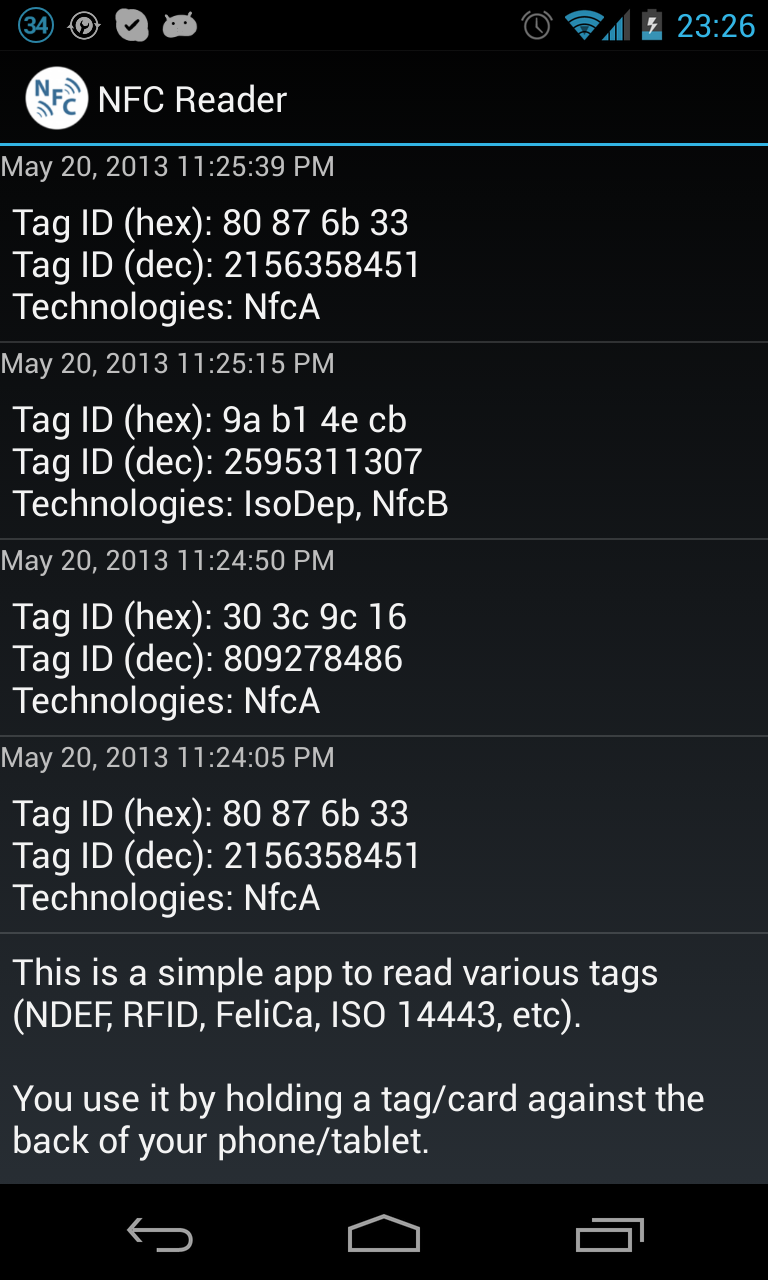 34
23:26
NFC
NFC Reader
May 20, 2013 11:25:39 PM
Tag ID (hex): 80 87 6b 33
Tag ID (dec): 2156358451
Technologies: NfcA
May 20, 2013 11:25:15 PM
Tag ID (hex): 9a b1 4e cb
Tag ID (dec): 2595311307
Technologies: IsoDep, NfcB
May 20, 2013 11:24:50 PM
Tag ID (hex): 30 3c 9c 16
Tag ID (dec): 809278486
Technologies: NfcA
May 20, 2013 11:24:05 PM
Tag ID (hex): 80 87 6b 33
Tag ID (dec): 2156358451
Technologies: NfcA
This is a simple app to read various tags
(NDEF, RFID, FeliCa, ISO 14443, etc).
You use it by holding a tag/card against the
back of your phone/tablet.